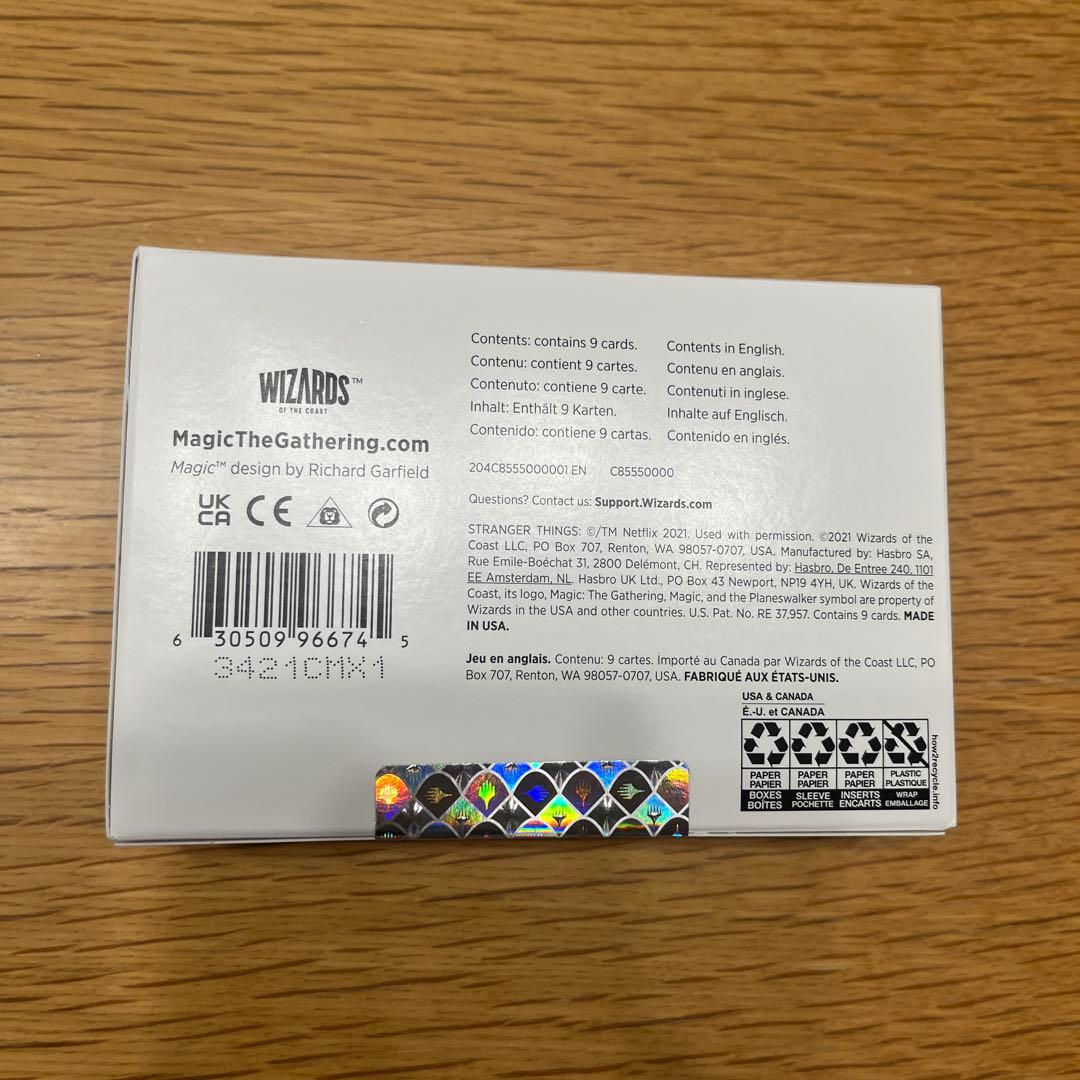 WIZARDS™
OF THE COAST
MagicTheGathering.com
Magic™ design by Richard Garfield
UK
CA
CE
6 30509 96674 5
3421CMX1
Contents: contains 9 cards.
Contenu: contient 9 cartes.
Contenuto: contiene 9 carte.
Inhalt: Enthält 9 Karten.
Contenido: contiene 9 cartas.
Contents in English.
Contenu en anglais.
Contenuti in inglese.
Inhalte auf Englisch.
Contenido en inglés.
204C8555000001 EN C85550000
Questions? Contact us: Support.Wizards.com
STRANGER THINGS: ©/TM Netflix 2021. Used with permission. ©2021 Wizards of the
Coast LLC, PO Box 707, Renton, WA 98057-0707, USA. Manufactured by: Hasbro SA,
Rue Emile-Boéchat 31, 2800 Delémont, CH. Represented by: Hasbro, De Entree 240, 1101
EE Amsterdam, NL. Hasbro UK Ltd., PO Box 43 Newport, NP19 4YH, UK. Wizards of the
Coast, its logo, Magic: The Gathering, Magic, and the Planeswalker symbol are property of
Wizards in the USA and other countries. U.S. Pat. No. RE 37,957. Contains 9 cards. MADE
IN USA.
Jeu en anglais. Contenu: 9 cartes. Importé au Canada par Wizards of the Coast LLC, PO
Box 707, Renton, WA 98057-0707, USA. FABRIQUÉ AUX ÉTATS-UNIS.
USA & CANADA
É.-U. et CANADA
PAPER
PAPIER
BOXES
BOÎTES
PAPER
PAPIER
SLEEVE
POCHETTE
PAPER
PAPIER
INSERTS
ENCARTS
PLASTIC
PLASTIQUE
WRAP
EMBALLAGE
how2recycle.info